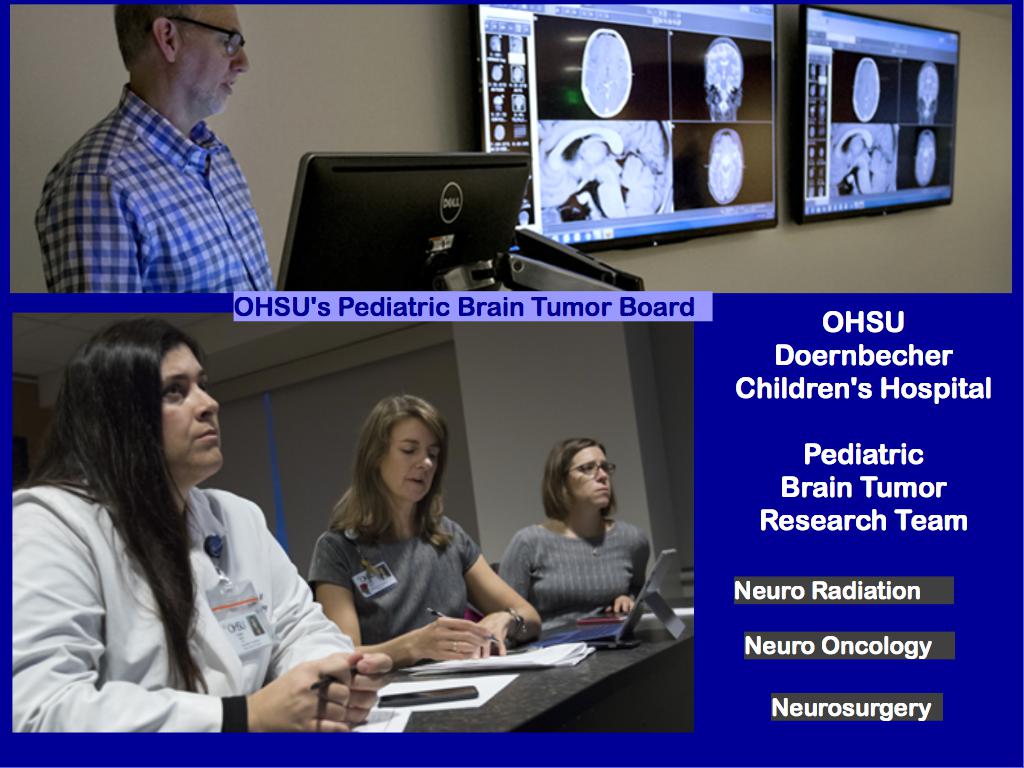 DELL
OHSU's Pediatric Brain Tumor Board
OHSU
Doernbecher
Children's Hospital
Pediatric
Brain Tumor
Research Team
Neuro Radiation
Neuro Oncology
Neurosurgery
OHSU
OHSU